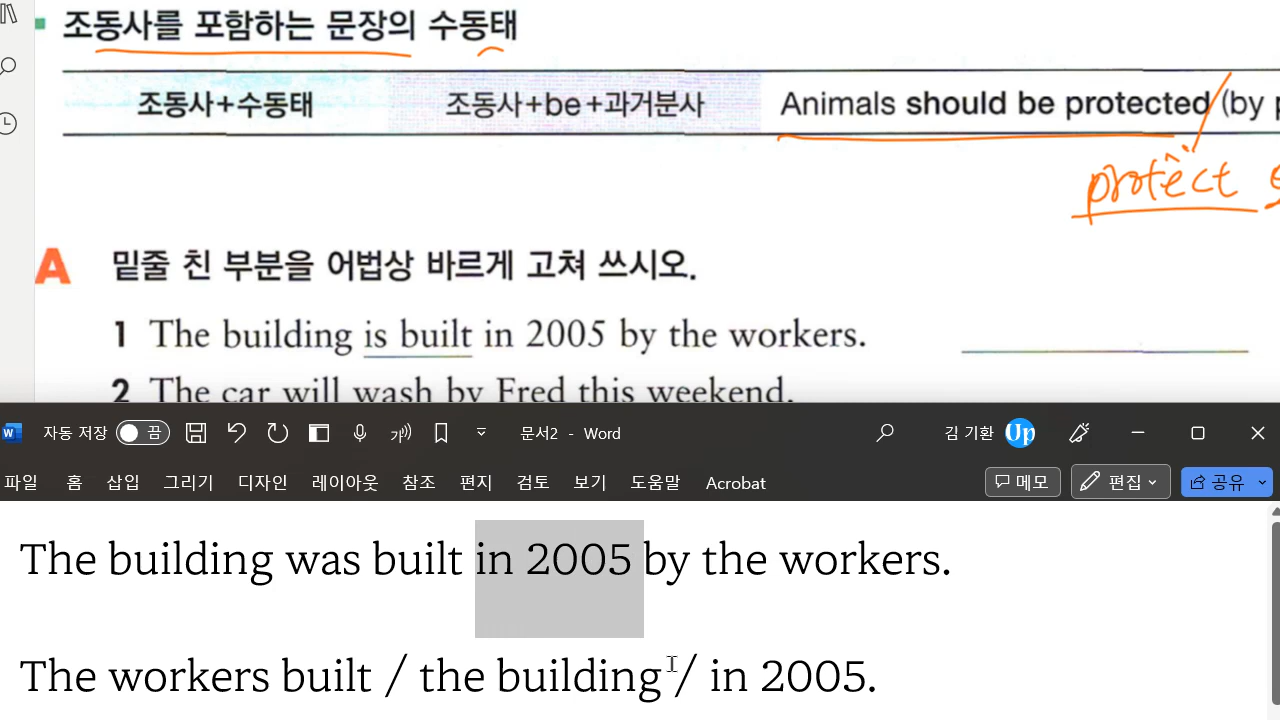 조동사를 포함하는 문장의 수동태
조동사+수동태 조동사+be+과거분사 Animals should be protected (by
protect
A 밑줄 친 부분을 어법상 바르게 고쳐 쓰시오.
1 The building is built in 2005 by the workers.
2 The car will wash by Fred this weekend.
자동 저장 끔 문서2 - Word 김 기환 Up
파일 홈 삽입 그리기 디자인 레이아웃 참조 편지 검토 보기 도움말 Acrobat 메모 편집 공유
The building was built in 2005 by the workers.
The workers built / the building / in 2005.